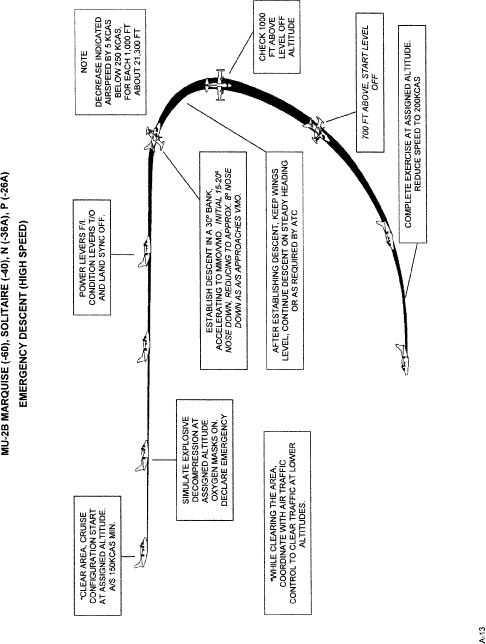 MU-2B MARQUISE (-60), SOLITAIRE (-40), N (-36A), P (-26A)
EMERGENCY DESCENT (HIGH SPEED)
*CLEAR AREA, CRUISE
CONFIGURATION START
AT ASSIGNED ALTITUDE.
A/S 150KCAS MIN.
SIMULATE EXPLOSIVE
DECOMPRESSION AT
ASSIGNED ALTITUDE.
OXYGEN MASKS ON.
DECLARE EMERGENCY
POWER LEVERS F/I.
CONDITION LEVERS T/O
AND LAND SYNC OFF.
NOTE
DECREASE INDICATED
AIRSPEED BY 5 KCAS
BELOW 250 KCAS,
FOR EACH 1,000 FT
ABOUT 21,300 FT
ESTABLISH DESCENT IN A 30º BANK,
ACCELERATING TO MMO/VMO. INITIAL 15-20º
NOSE DOWN, REDUCING TO APPROX. 8º NOSE
DOWN AS A/S APPROACHES VMO.
AFTER ESTABLISHING DESCENT, KEEP WINGS
LEVEL, CONTINUE DESCENT ON STEADY HEADING
OR AS REQUIRED BY ATC
CHECK 1000
FT ABOVE
LEVEL OFF
ALTITUDE
700 FT ABOVE, START LEVEL
OFF
COMPLETE EXERCISE AT ASSIGNED ALTITUDE.
REDUCE SPEED TO 200KCAS
*WHILE CLEARING THE AREA,
COORDINATE WITH AIR TRAFFIC
CONTROL TO CLEAR TRAFFIC AT LOWER
ALTITUDES.
A-13